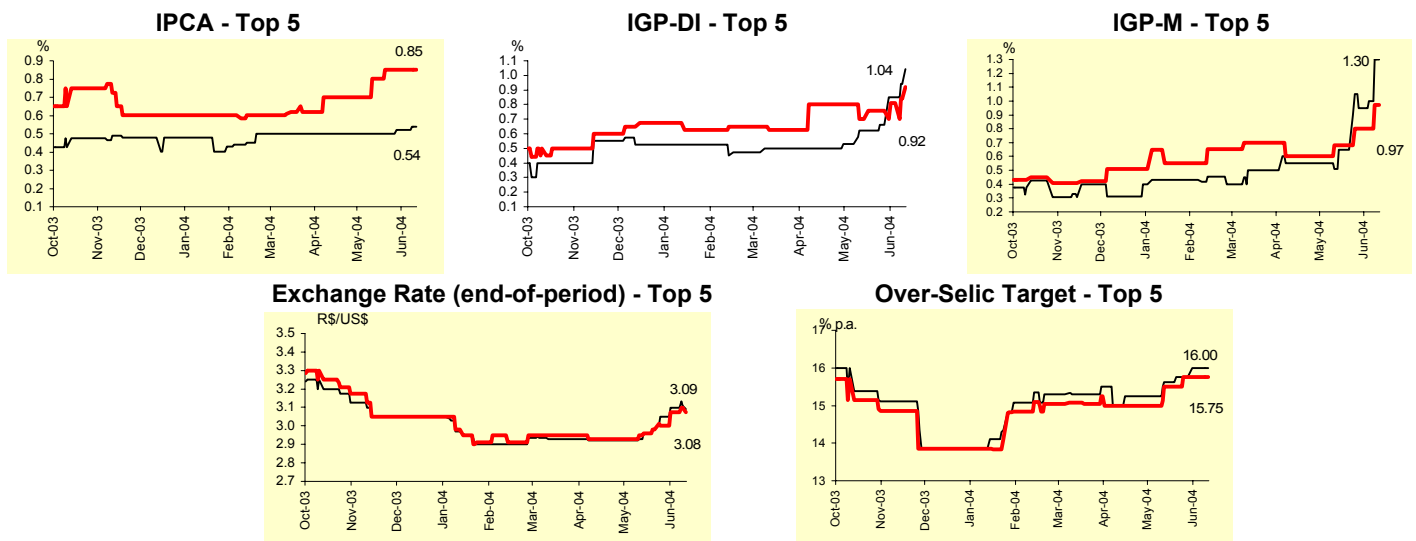 IPCA - Top 5
%
0.9
0.8
0.7
0.6
0.5
0.4
0.3
0.2
0.1
0.85
0.54
Oct-03
Nov-03
Dec-03
Jan-04
Feb-04
Mar-04
Apr-04
May-04
Jun-04
IGP-DI - Top 5
%
1.1
1.0
0.9
0.8
0.7
0.6
0.5
0.4
0.3
0.2
0.1
1.04
0.92
Oct-03
Nov-03
Dec-03
Jan-04
Feb-04
Mar-04
Apr-04
May-04
Jun-04
IGP-M - Top 5
%
1.3
1.2
1.1
1.0
0.9
0.8
0.7
0.6
0.5
0.4
0.3
0.2
1.30
0.97
Oct-03
Nov-03
Dec-03
Jan-04
Feb-04
Mar-04
Apr-04
May-04
Jun-04
Exchange Rate (end-of-period) - Top 5
R$/US$
3.5
3.4
3.3
3.2
3.1
3.0
2.9
2.8
2.7
3.09
3.08
Oct-03
Nov-03
Dec-03
Jan-04
Feb-04
Mar-04
Apr-04
May-04
Jun-04
Over-Selic Target - Top 5
% p.a.
17
16
15
14
13
16.00
15.75
Oct-03
Nov-03
Dec-03
Jan-04
Feb-04
Mar-04
Apr-04
May-04
Jun-04